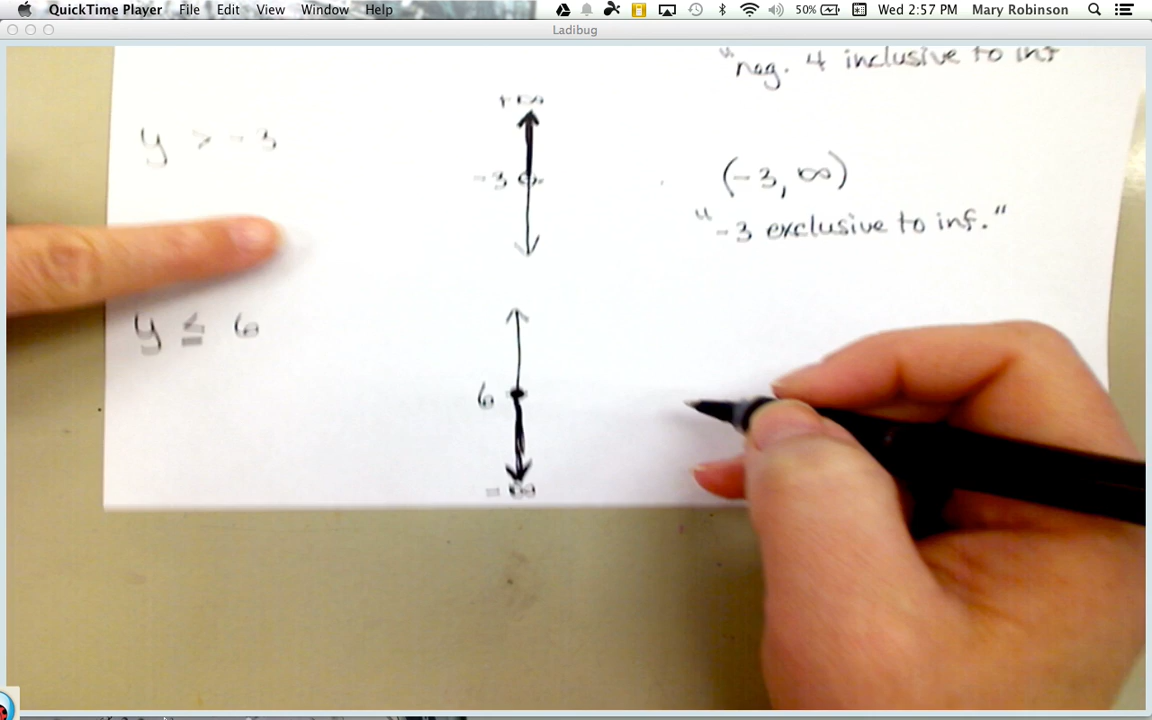 QuickTime Player File Edit View Window Help 50% Wed 2:57 PM Mary Robinson
Ladibug
"neg. 4 inclusive to inf
y > -3
+∞
-3
(-3, ∞)
"-3 exclusive to inf."
y ≤ 6
6
-∞